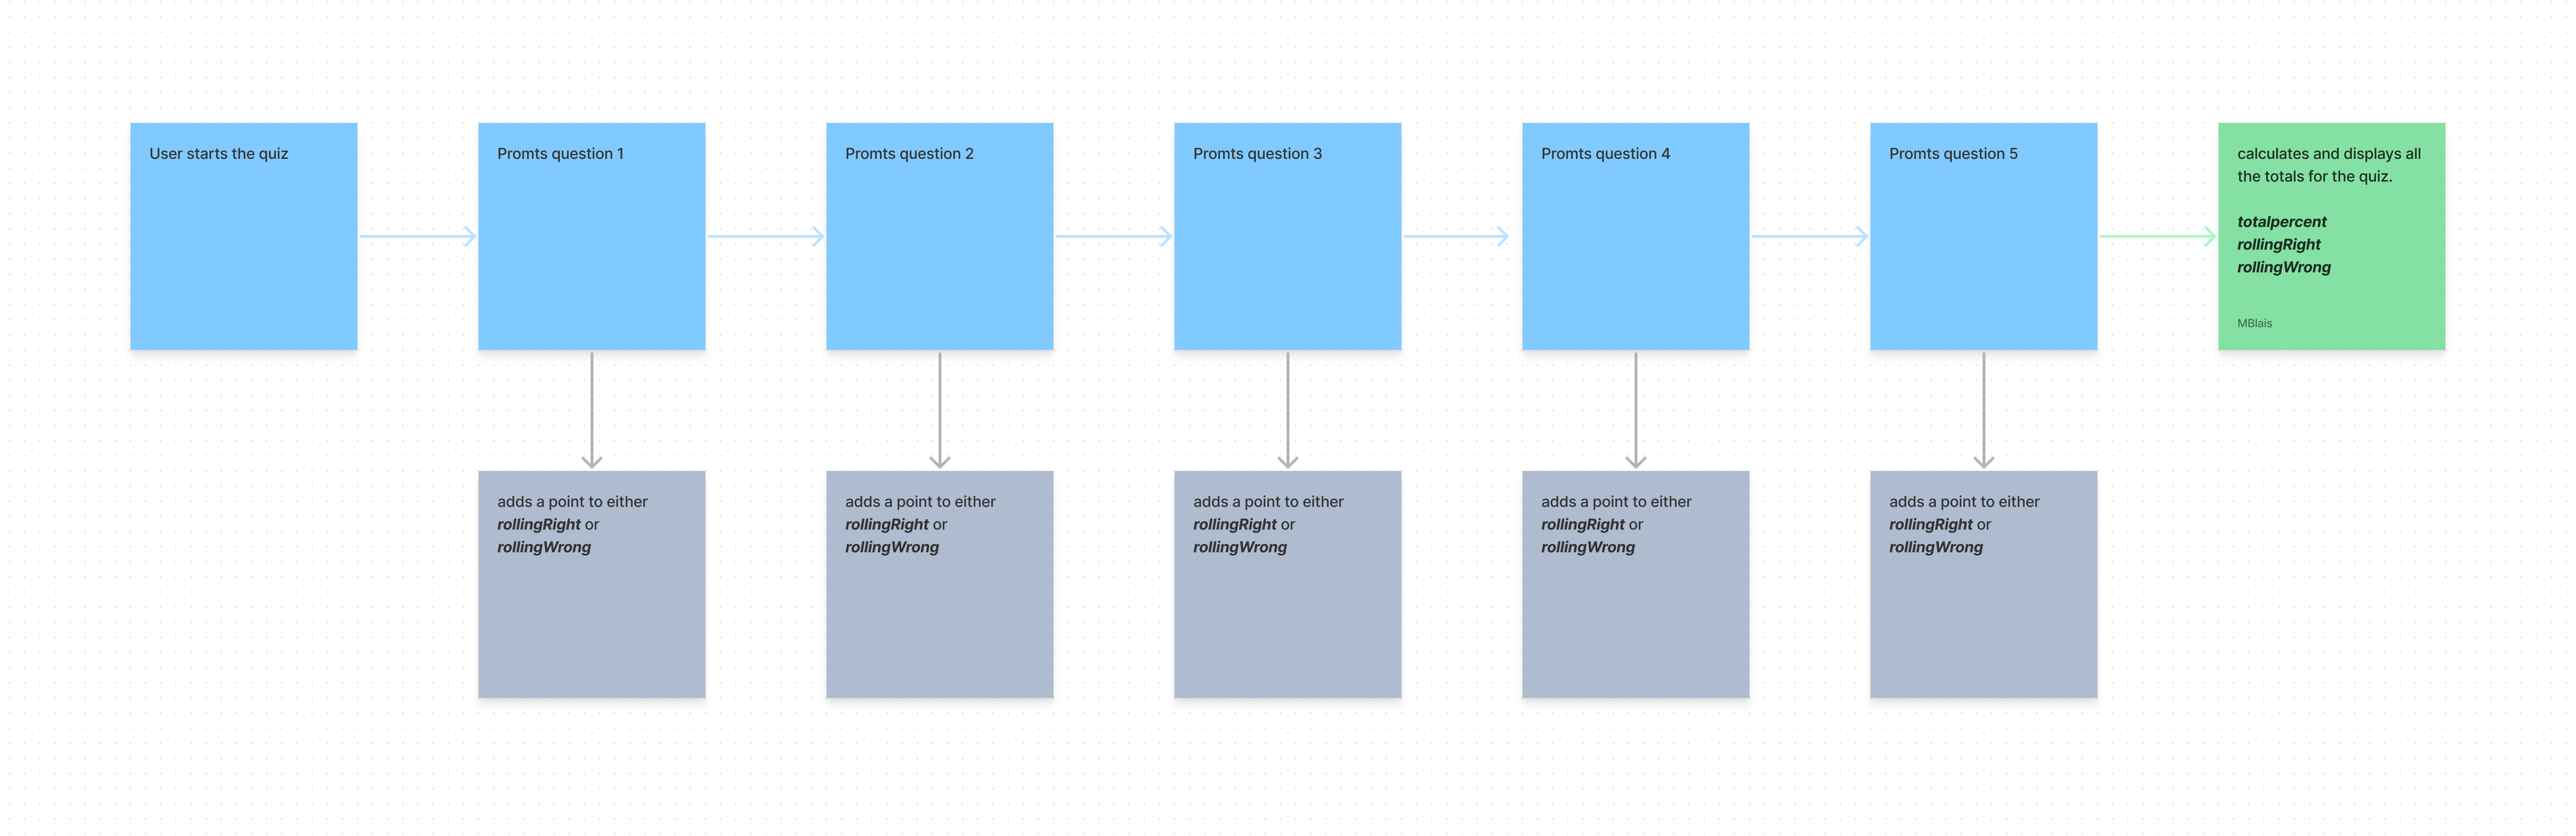 User starts the quiz
Promts question 1
Promts question 2
Promts question 3
Promts question 4
Promts question 5
calculates and displays all
the totals for the quiz.
totalpercent
rollingRight
rollingWrong
MBlais
adds a point to either
rollingRight or
rollingWrong
adds a point to either
rollingRight or
rollingWrong
adds a point to either
rollingRight or
rollingWrong
adds a point to either
rollingRight or
rollingWrong
adds a point to either
rollingRight or
rollingWrong